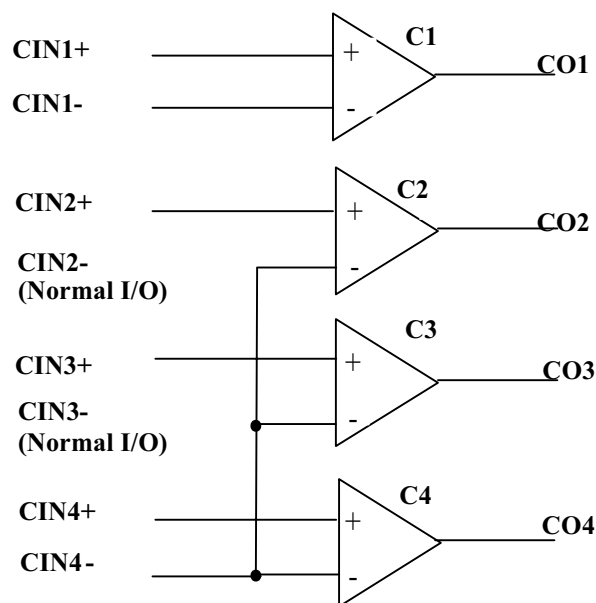 CIN1+
+
C1
CO1
CIN1-
-
CIN2+
+
C2
CO2
CIN2-
(Normal I/O)
-
CIN3+
+
C3
CO3
CIN3-
(Normal I/O)
-
CIN4+
+
C4
CO4
CIN4-
-